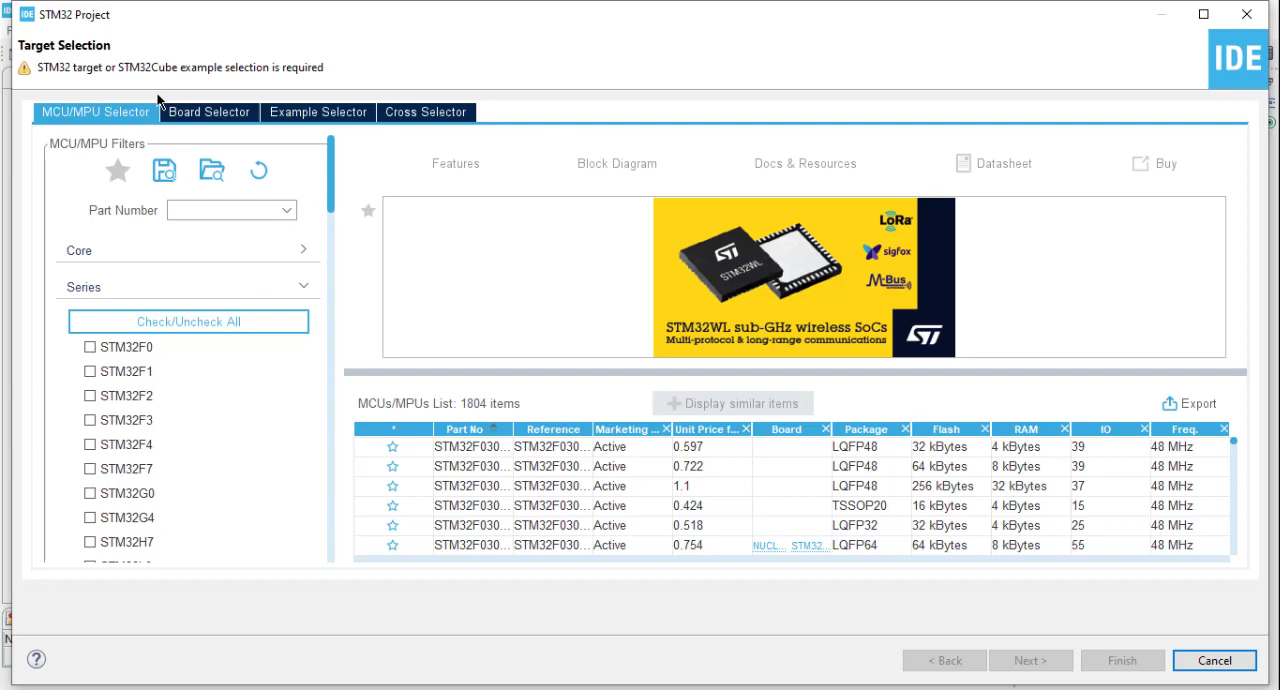 IDE STM32 Project
Target Selection
STM32 target or STM32Cube example selection is required
IDE
MCU/MPU Selector Board Selector Example Selector Cross Selector
MCU/MPU Filters
Features Block Diagram Docs & Resources Datasheet Buy
Part Number
Core
Series
Check/Uncheck All
STM32F0
STM32F1
STM32F2
STM32F3
STM32F4
STM32F7
STM32G0
STM32G4
STM32H7
LoRa
sigfox
M-Bus
ST
STM32WL
STM32WL sub-GHz wireless SoCs
Multi-protocol & long-range communications
ST
MCUs/MPUs List: 1804 items + Display similar items Export
* Part No Reference Marketing ... X Unit Price f... X Board X Package X Flash X RAM X IO X Freq. X
STM32F030... STM32F030... Active 0.597 LQFP48 32 kBytes 4 kBytes 39 48 MHz
STM32F030... STM32F030... Active 0.722 LQFP48 64 kBytes 8 kBytes 39 48 MHz
STM32F030... STM32F030... Active 1.1 LQFP48 256 kBytes 32 kBytes 37 48 MHz
STM32F030... STM32F030... Active 0.424 TSSOP20 16 kBytes 4 kBytes 15 48 MHz
STM32F030... STM32F030... Active 0.518 LQFP32 32 kBytes 4 kBytes 25 48 MHz
STM32F030... STM32F030... Active 0.754 NUCL... STM32... LQFP64 64 kBytes 8 kBytes 55 48 MHz
? < Back Next > Finish Cancel